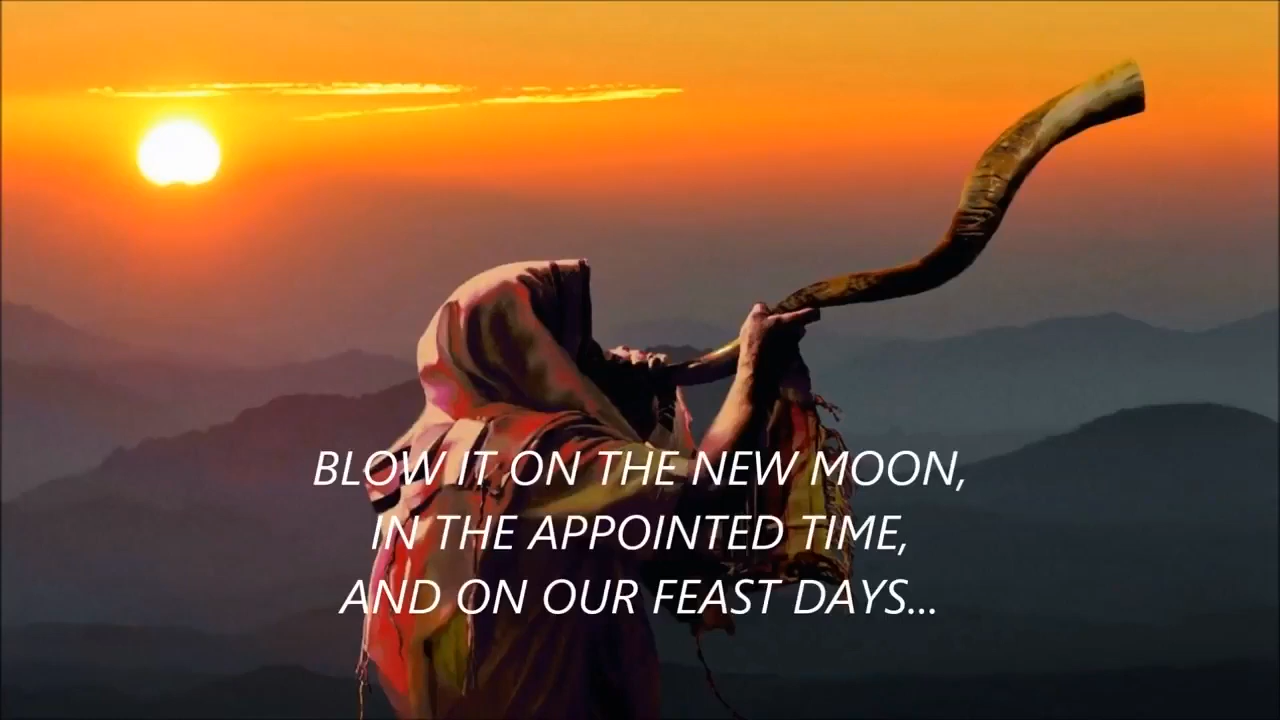 BLOW IT ON THE NEW MOON,
IN THE APPOINTED TIME,
AND ON OUR FEAST DAYS...